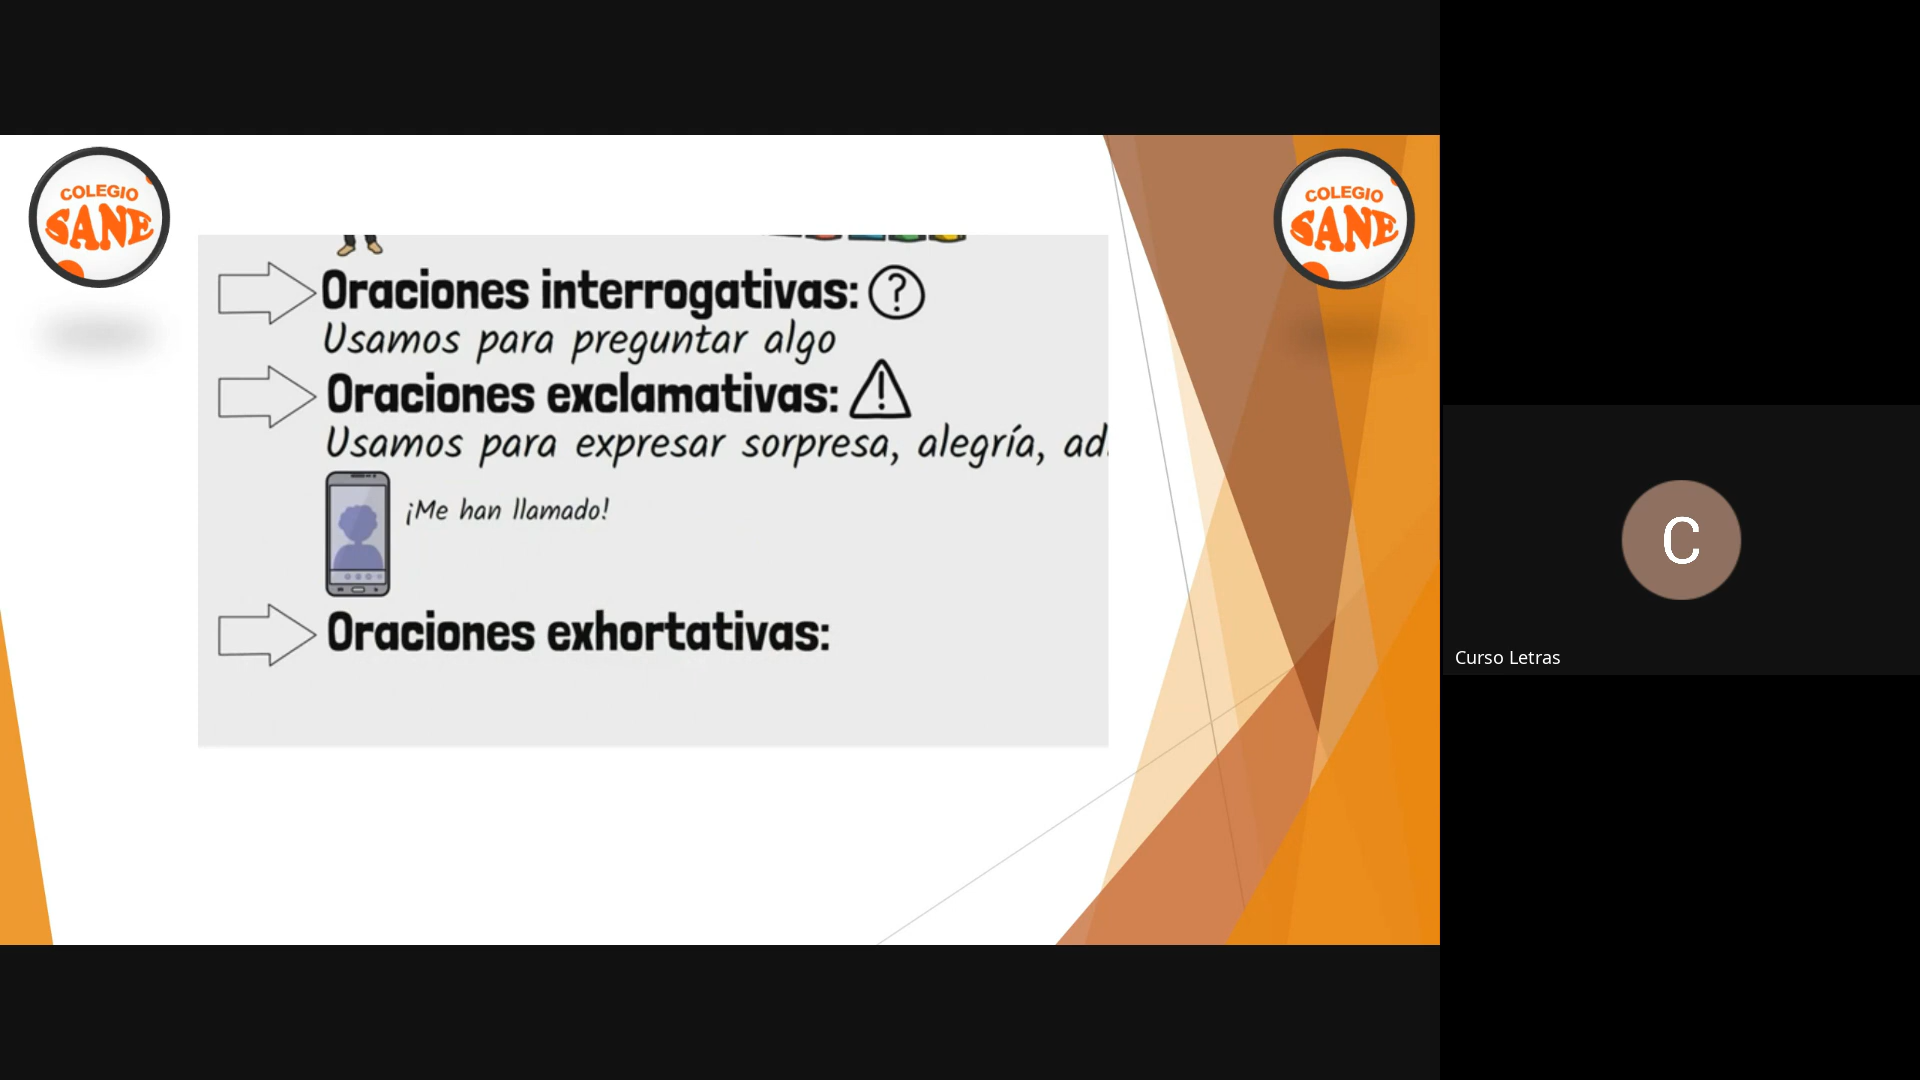 COLEGIO
SANE
COLEGIO
SANE
Oraciones interrogativas: ?
Usamos para preguntar algo
Oraciones exclamativas: !
Usamos para expresar sorpresa, alegría,
¡Me han llamado!
Oraciones exhortativas:
C
Curso Letras